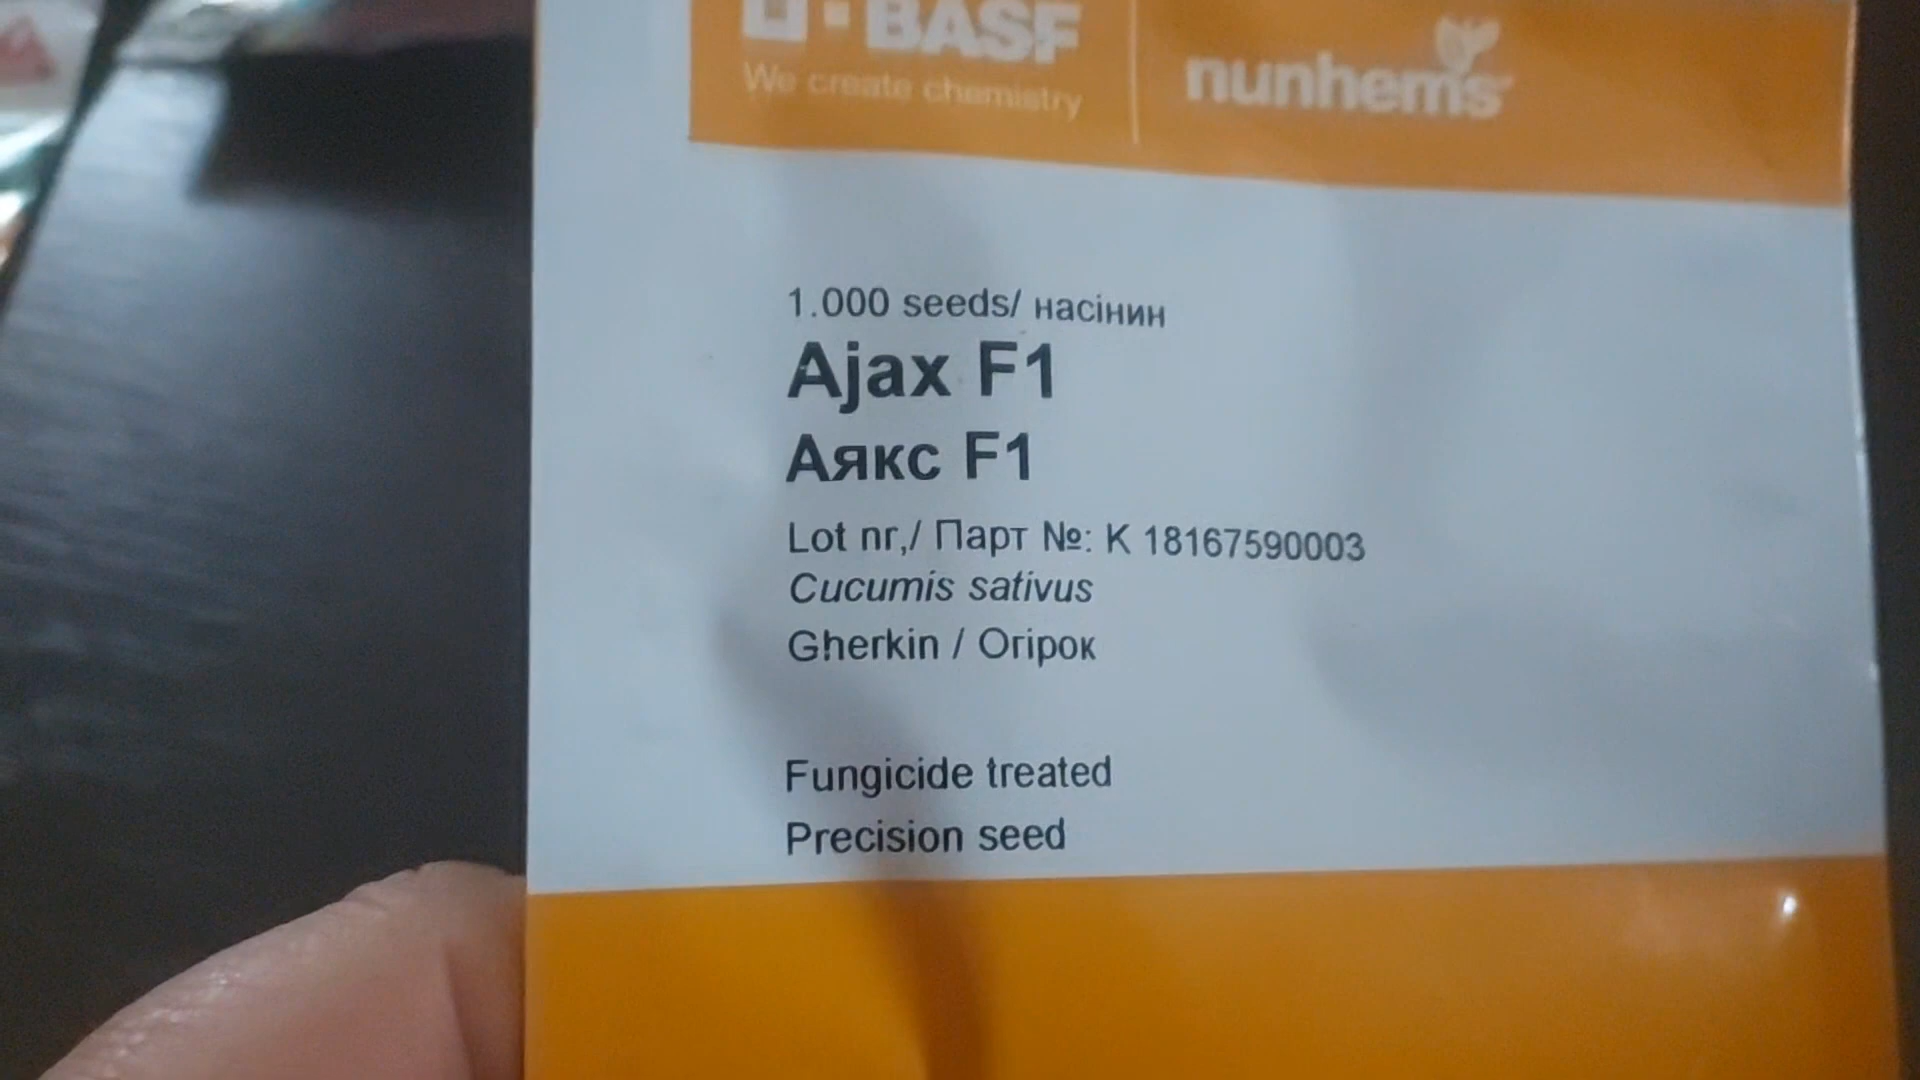 BASF
We create chemistry
nunhems
1.000 seeds/ насінин
Ajax F1
Аякс F1
Lot nr,/ Парт №: K 18167590003
Cucumis sativus
Gherkin / Огірок
Fungicide treated
Precision seed